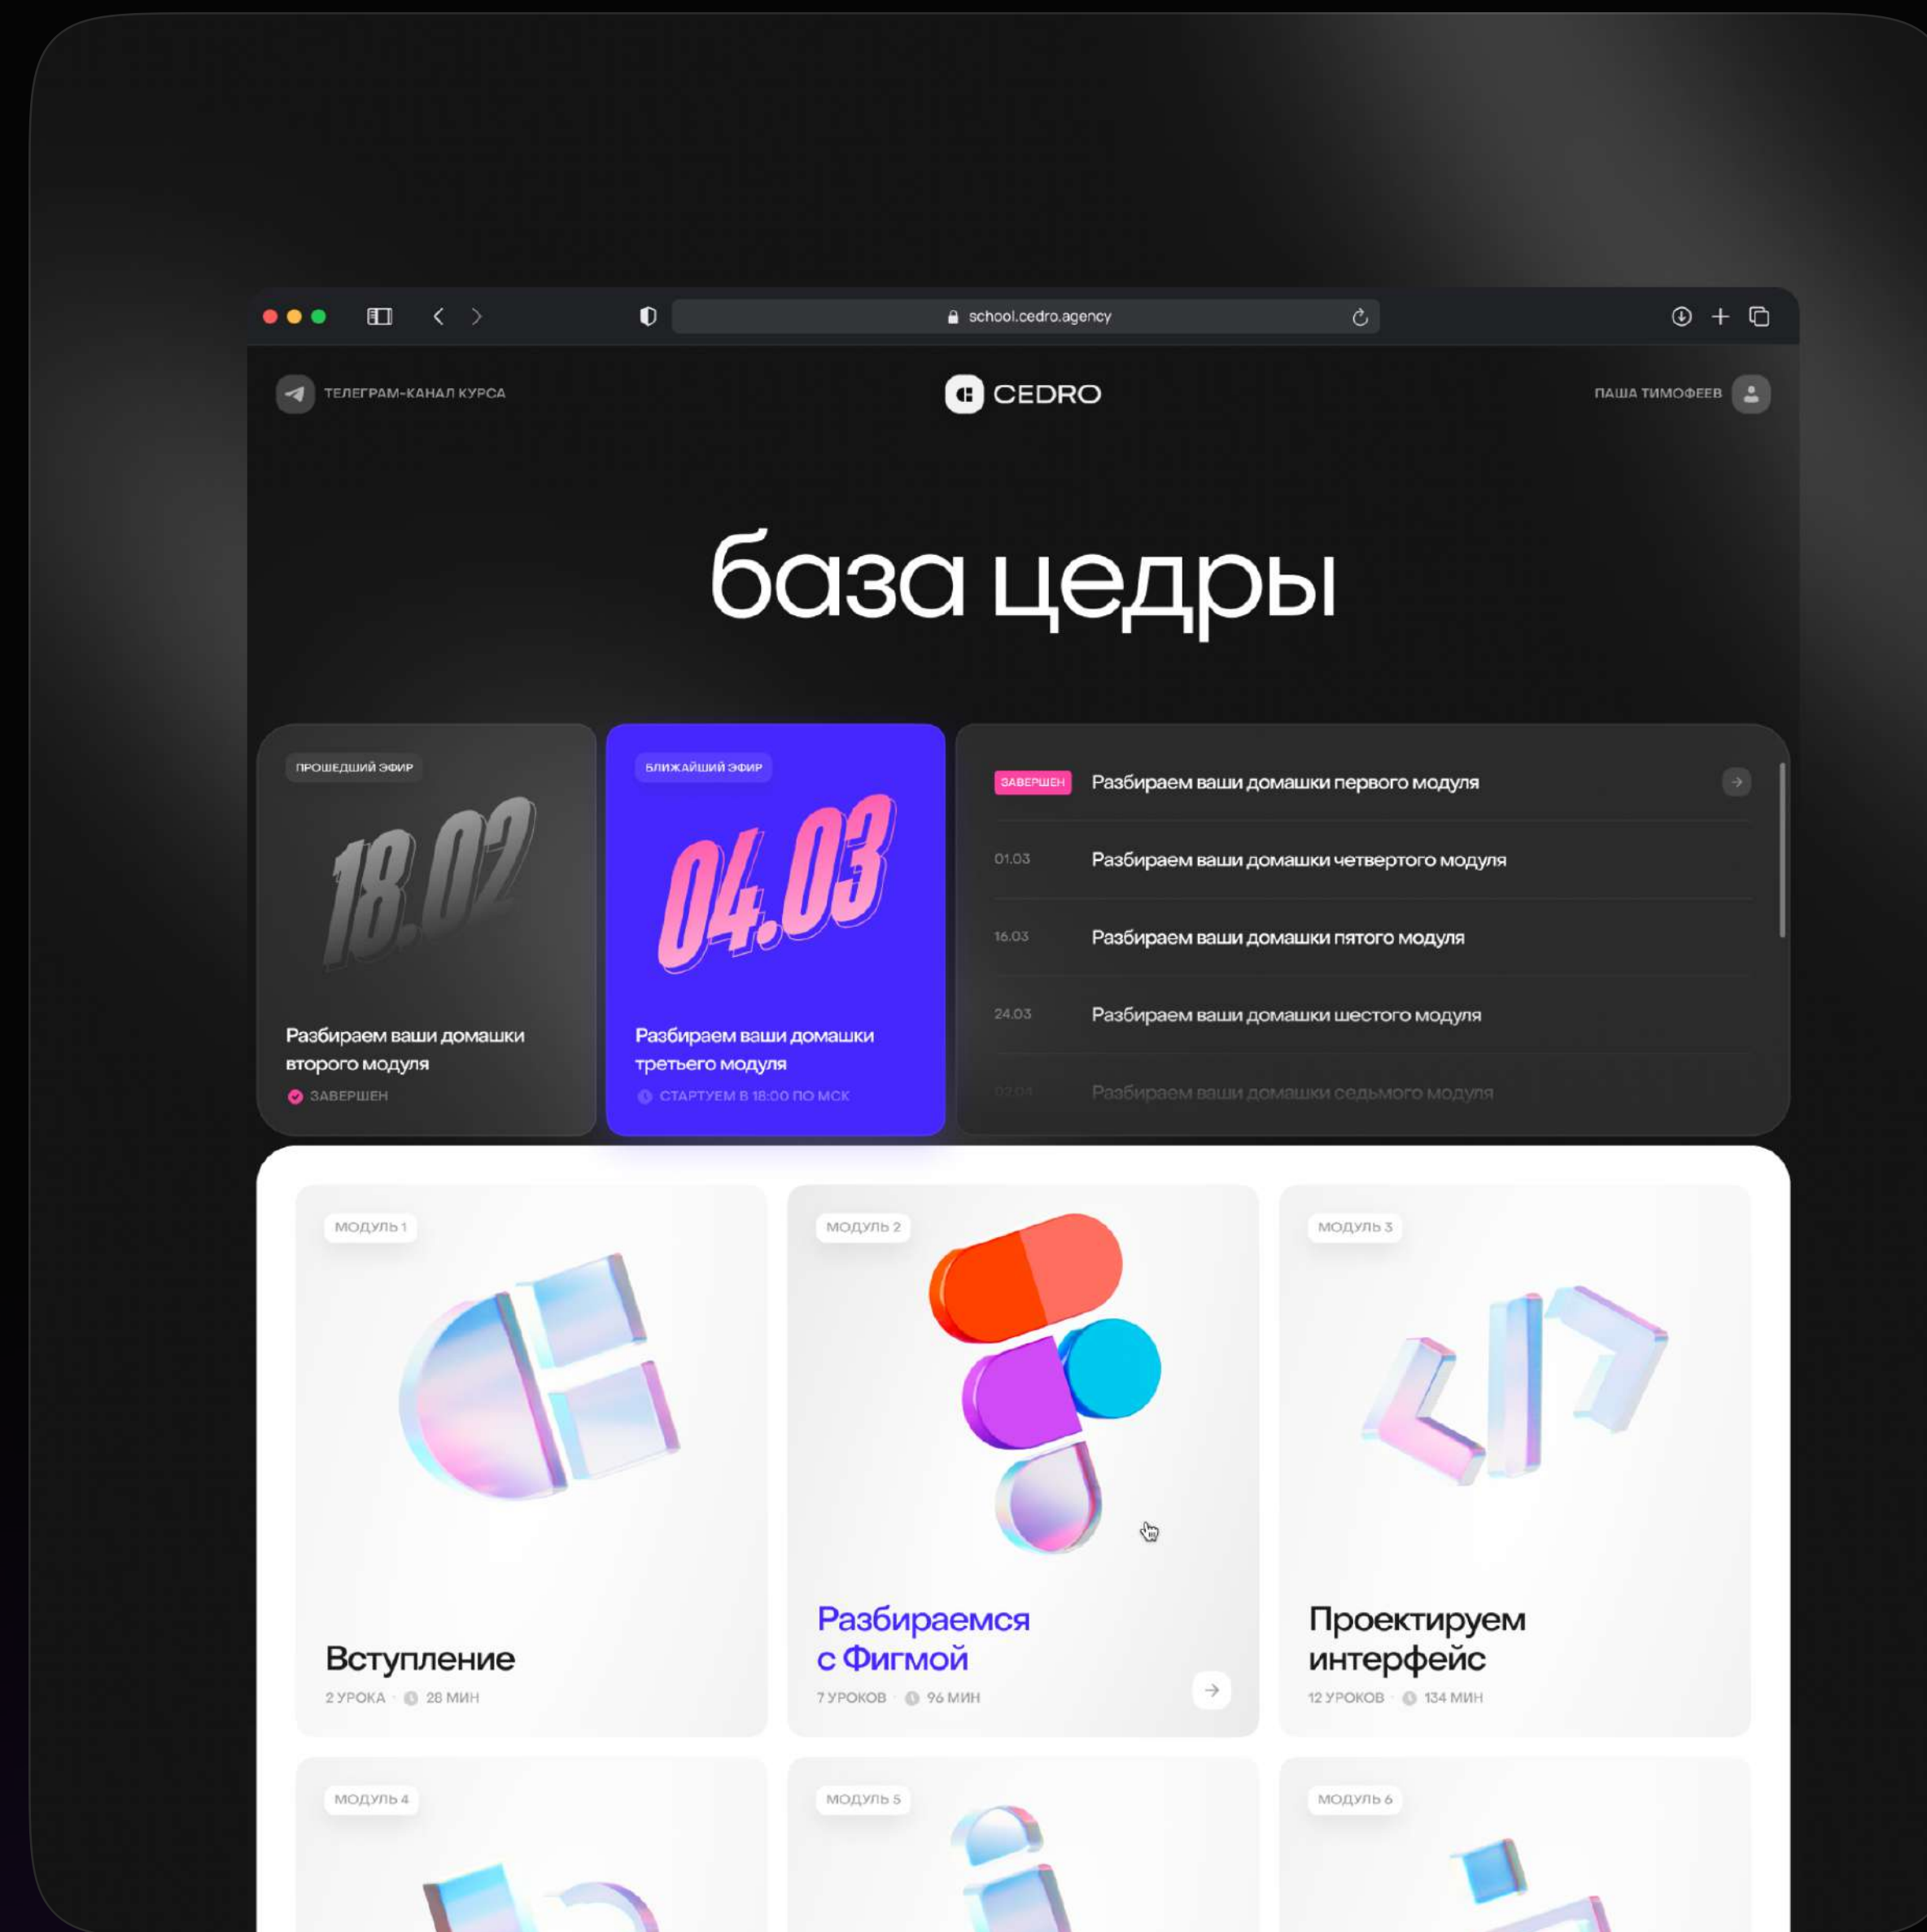 school.cedro.agency
ТЕЛЕГРАМ-КАНАЛ КУРСА
CEDRO
ПАША ТИМОФЕЕВ
база цедры
ПРОШЕДШИЙ ЭФИР
18.02
Разбираем ваши домашки
второго модуля
ЗАВЕРШЕН
БЛИЖАЙШИЙ ЭФИР
04.03
Разбираем ваши домашки
третьего модуля
СТАРТУЕМ В 18:00 ПО МСК
ЗАВЕРШЕН Разбираем ваши домашки первого модуля
01.03 Разбираем ваши домашки четвертого модуля
16.03 Разбираем ваши домашки пятого модуля
24.03 Разбираем ваши домашки шестого модуля
02.04 Разбираем ваши домашки седьмого модуля
МОДУЛЬ 1
Вступление
2 УРОКА · 28 МИН
МОДУЛЬ 2
Разбираемся
с Фигмой
7 УРОКОВ · 96 МИН
МОДУЛЬ 3
Проектируем
интерфейс
12 УРОКОВ · 134 МИН
МОДУЛЬ 4
МОДУЛЬ 5
МОДУЛЬ 6